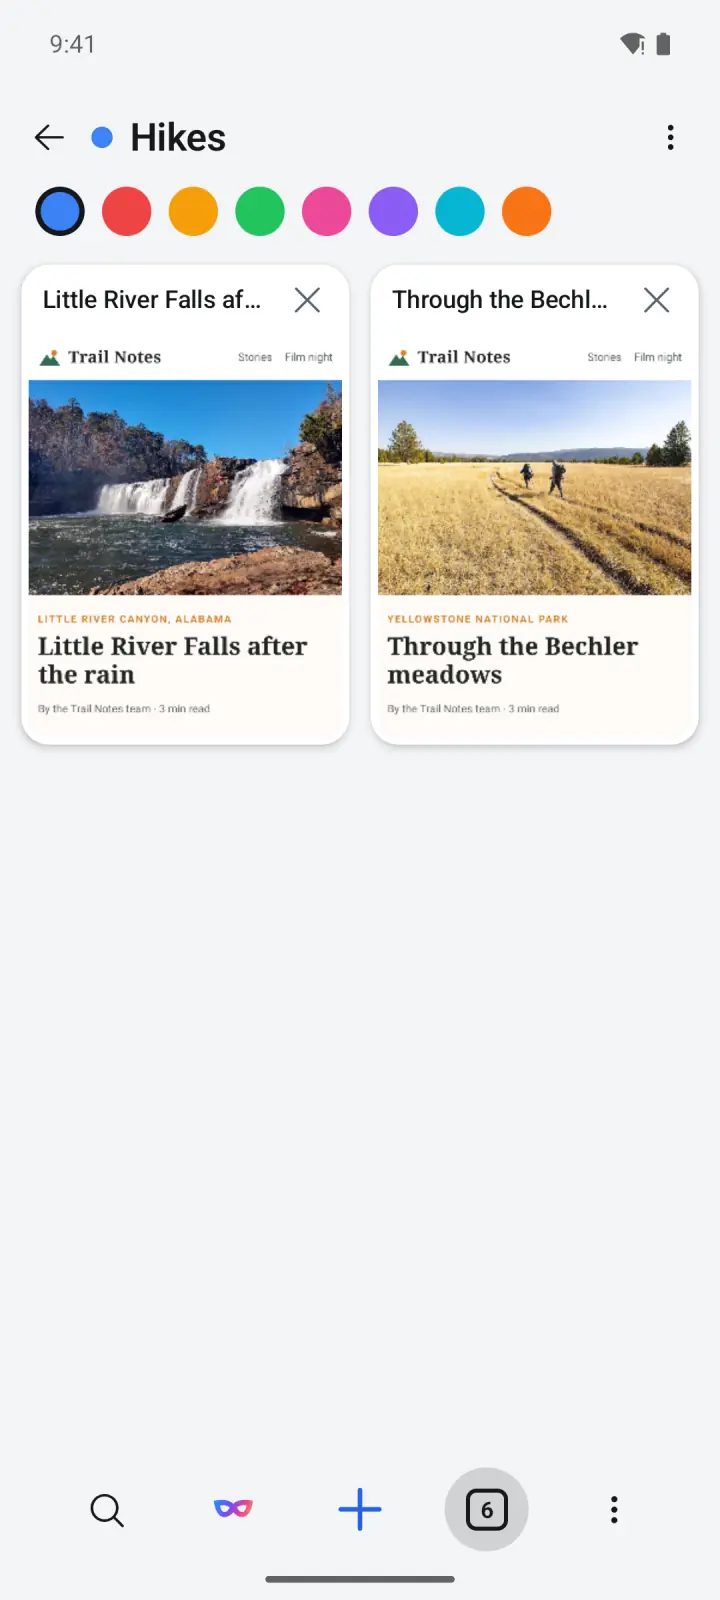 9:41
Hikes
Little River Falls af...
Through the Bechl...
Trail Notes
Stories
Film night
Trail Notes
Stories
Film night
LITTLE RIVER CANYON, ALABAMA
Little River Falls after
the rain
By the Trail Notes team · 3 min read
YELLOWSTONE NATIONAL PARK
Through the Bechler
meadows
By the Trail Notes team · 3 min read
6